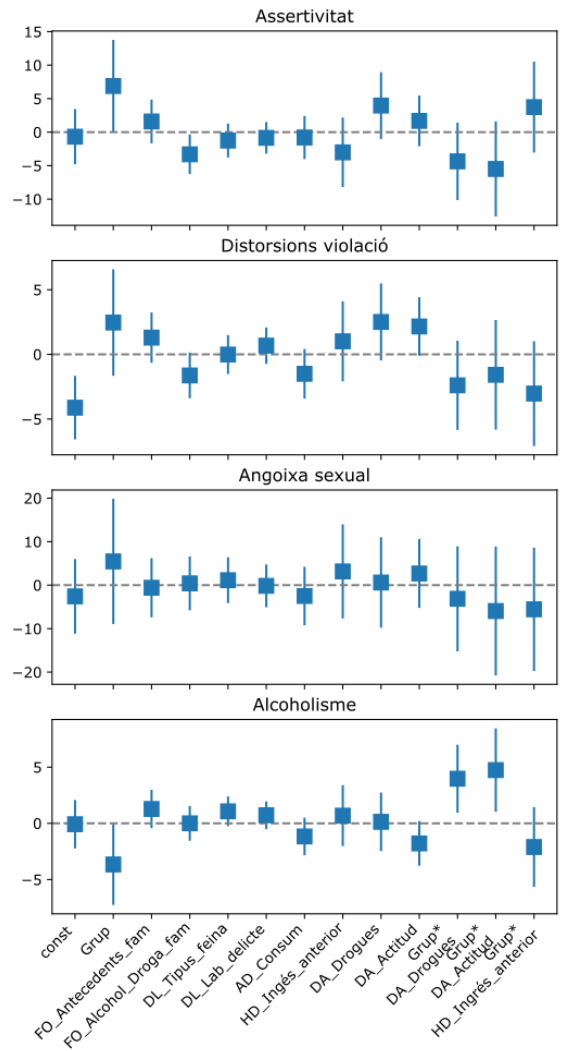 Assertivitat
15
10
5
0
−5
−10
Distorsions violació
5
0
−5
Angoixa sexual
20
10
0
−10
−20
Alcoholisme
5
0
−5
const
Grup
FO_Antecedents_fam
FO_Alcohol_Droga_fam
DL_Tipus_feina
DL_Lab_delicte
AD_Consum
HD_Ingés_anterior
DA_Drogues
DA_Actitud
Grup*
DA_Drogues
Grup*
DA_Actitud
Grup*
HD_Ingrés_anterior